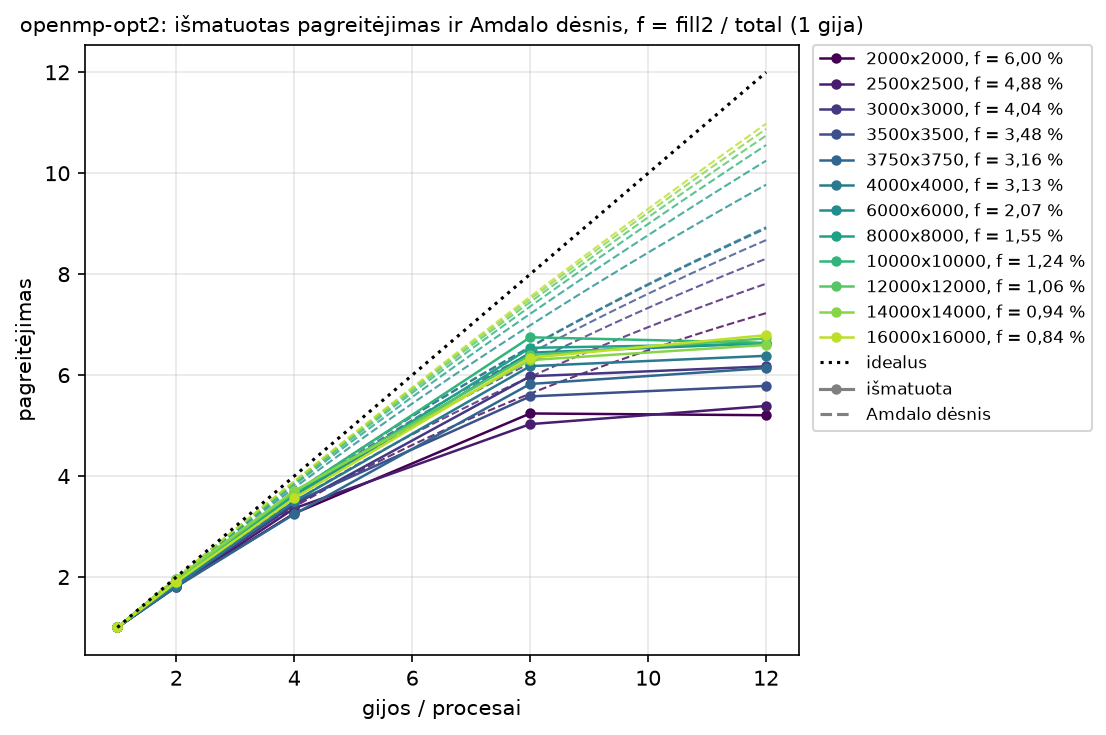 openmp-opt2: išmatuotas pagreitėjimas ir Amdalo dėsnis, f = fill2 / total (1 gija)
12
10
8
6
4
2
pagreitėjimas
2 4 6 8 10 12
gijos / procesai
2000x2000, f = 6,00 %
2500x2500, f = 4,88 %
3000x3000, f = 4,04 %
3500x3500, f = 3,48 %
3750x3750, f = 3,16 %
4000x4000, f = 3,13 %
6000x6000, f = 2,07 %
8000x8000, f = 1,55 %
10000x10000, f = 1,24 %
12000x12000, f = 1,06 %
14000x14000, f = 0,94 %
16000x16000, f = 0,84 %
idealus
išmatuota
Amdalo dėsnis